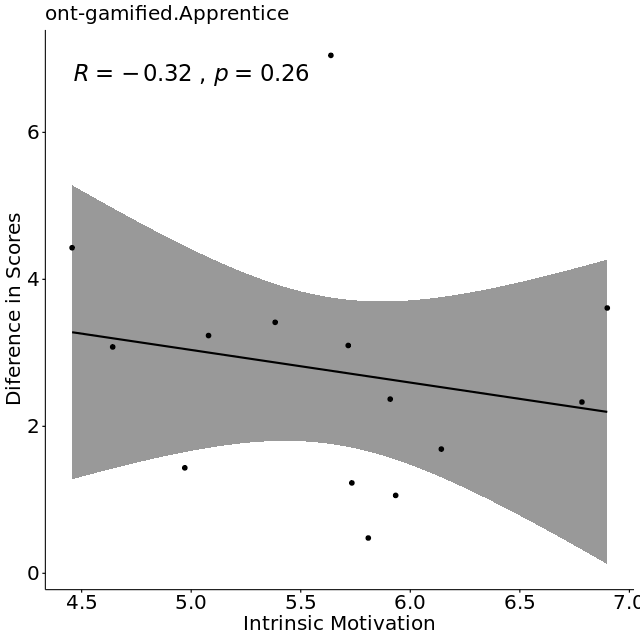 ont-gamified.Apprentice
R = −0.32 , p = 0.26
Diference in Scores
6
4
2
0
4.5 5.0 5.5 6.0 6.5 7.0
Intrinsic Motivation